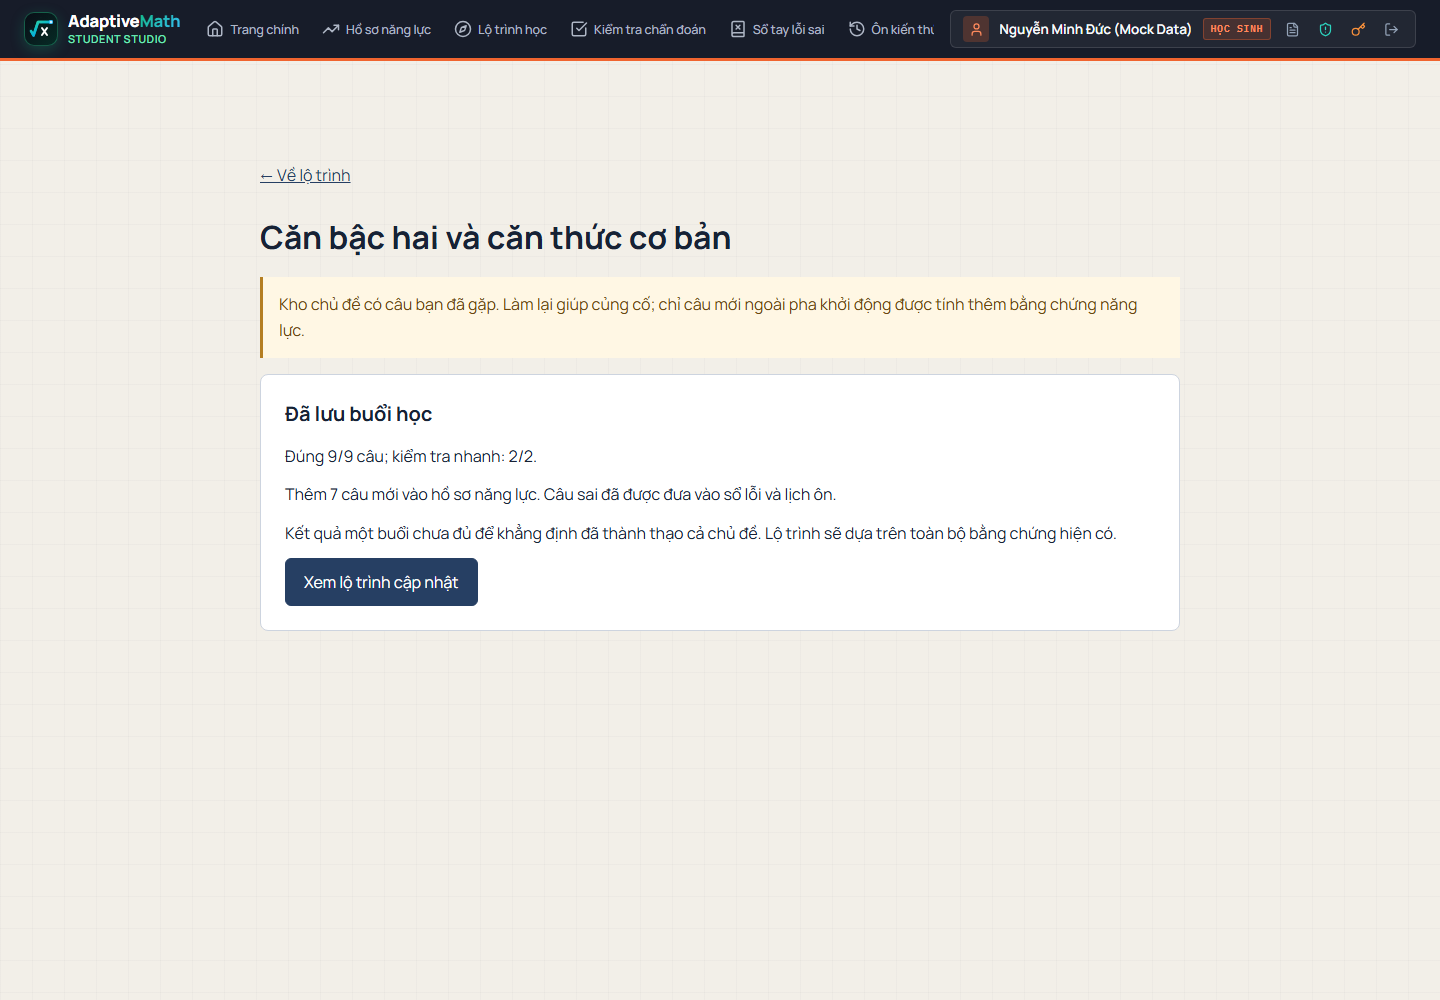 AdaptiveMath
STUDENT STUDIO
Trang chính
Hồ sơ năng lực
Lộ trình học
Kiểm tra chẩn đoán
Sổ tay lỗi sai
Ôn kiến
Nguyễn Minh Đức (Mock Data)
HỌC SINH
← Về lộ trình
Căn bậc hai và căn thức cơ bản
Kho chủ đề có câu bạn đã gặp. Làm lại giúp củng cố; chỉ câu mới ngoài pha khởi động được tính thêm bằng chứng năng
lực.
Đã lưu buổi học
Đúng 9/9 câu; kiểm tra nhanh: 2/2.
Thêm 7 câu mới vào hồ sơ năng lực. Câu sai đã được đưa vào sổ lỗi và lịch ôn.
Kết quả một buổi chưa đủ để khẳng định đã thành thạo cả chủ đề. Lộ trình sẽ dựa trên toàn bộ bằng chứng hiện có.
Xem lộ trình cập nhật